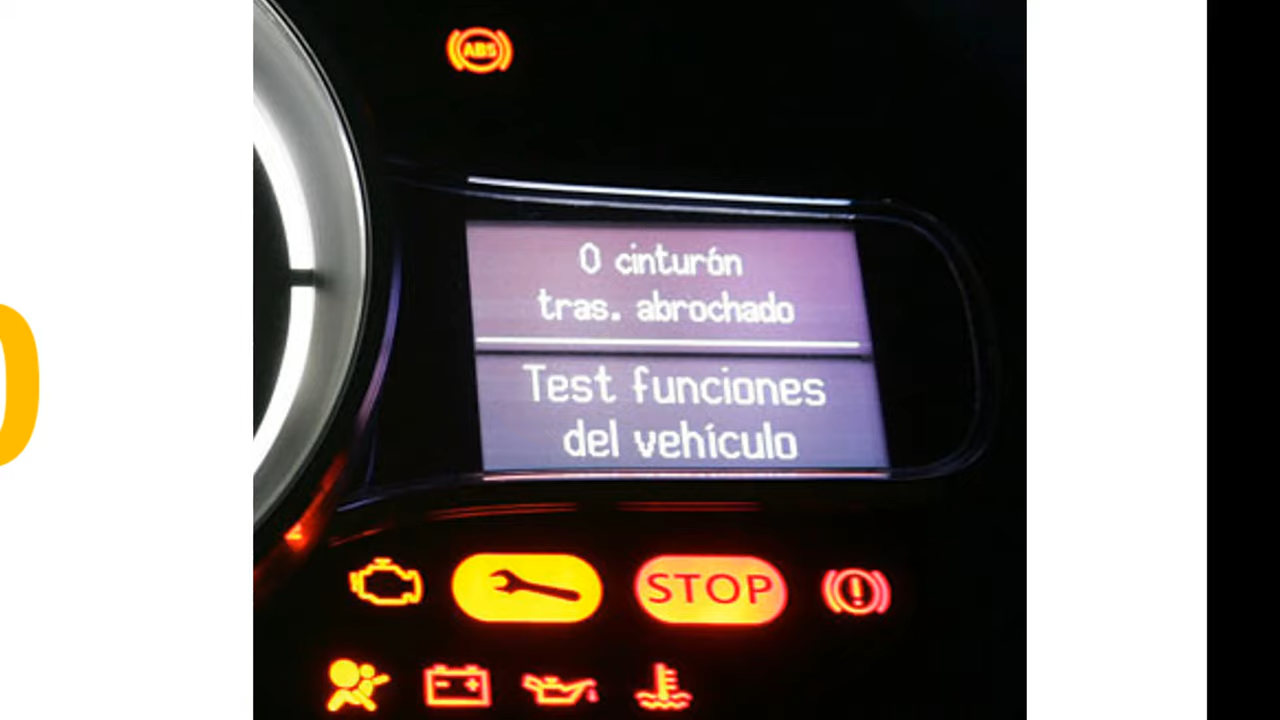 ABS
0 cinturón
tras. abrochado
Test funciones
del vehículo
STOP